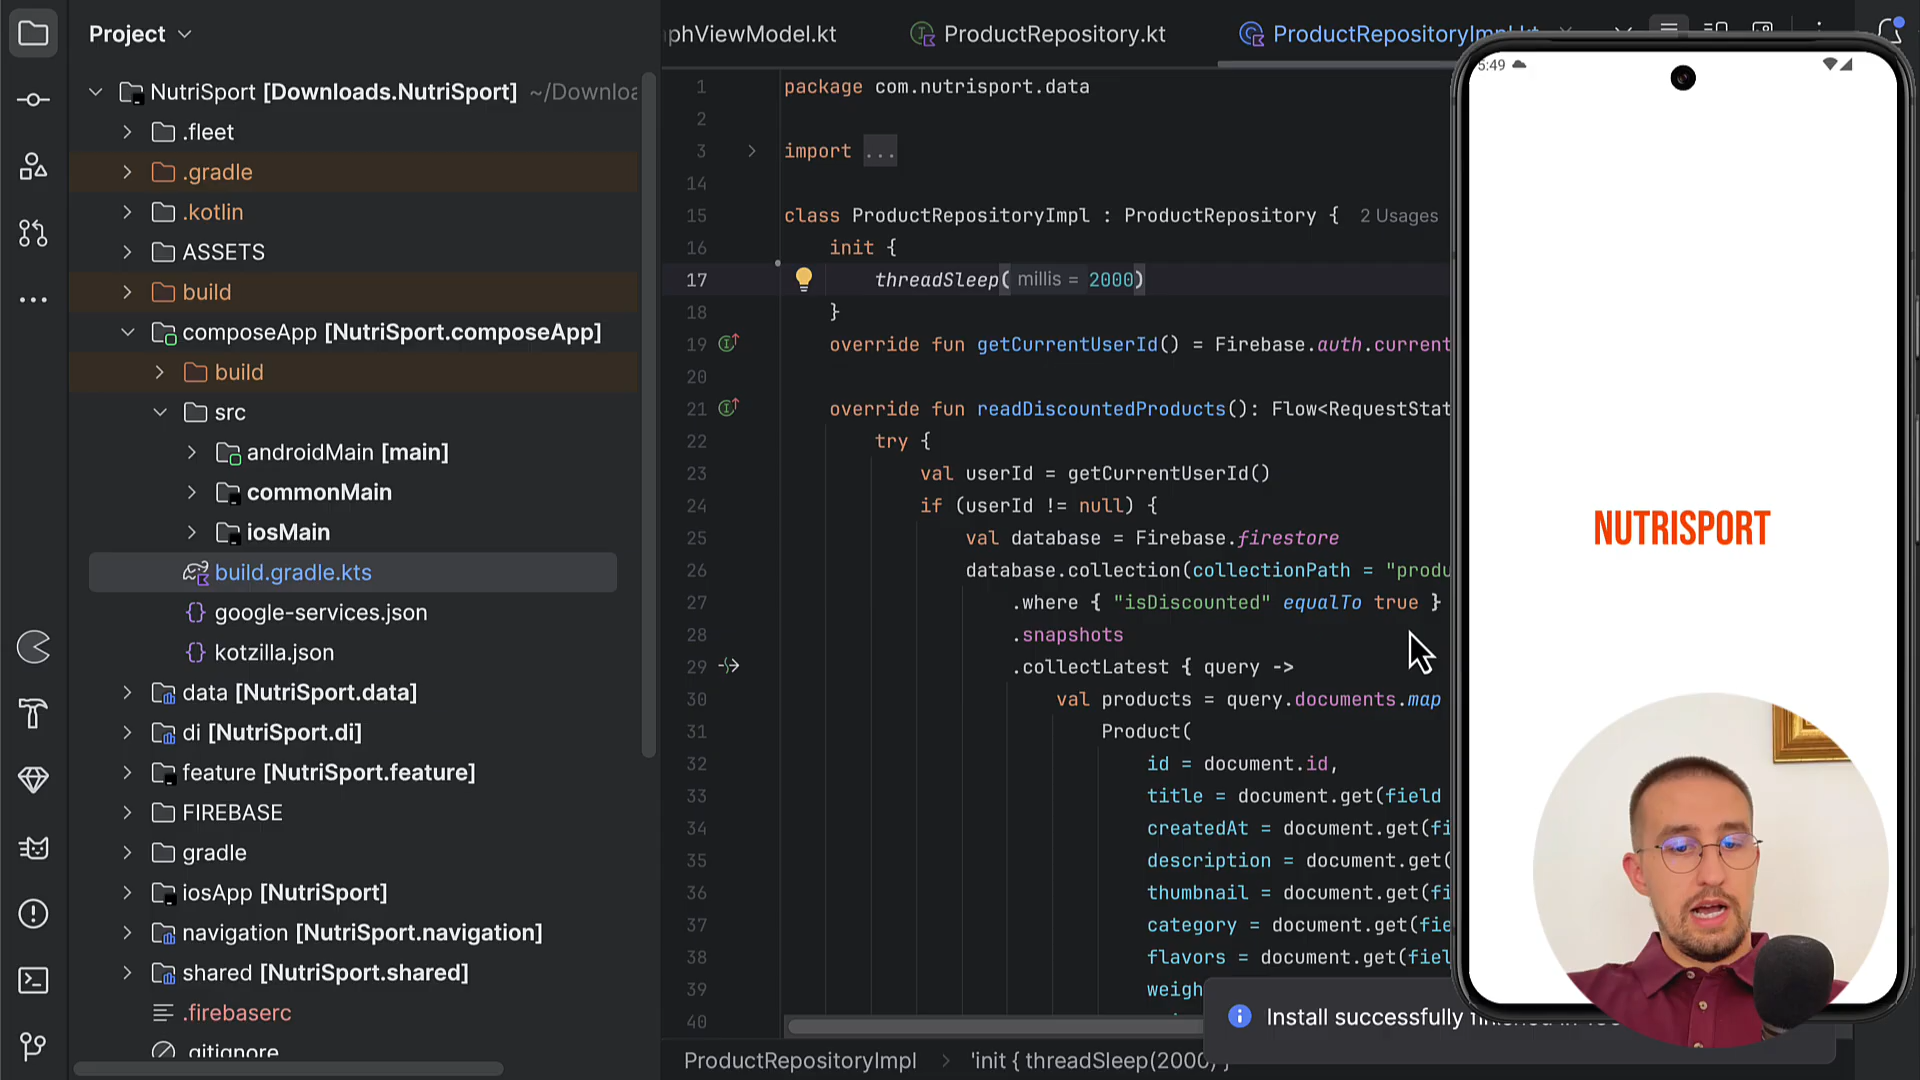 Project
NutriSport [Downloads.NutriSport]
.fleet
.gradle
.kotlin
ASSETS
build
composeApp [NutriSport.composeApp]
build
src
androidMain [main]
commonMain
iosMain
build.gradle.kts
google-services.json
kotzilla.json
data [NutriSport.data]
di [NutriSport.di]
feature [NutriSport.feature]
FIREBASE
gradle
iosApp [NutriSport]
navigation [NutriSport.navigation]
shared [NutriSport.shared]
.firebaserc
.gitignore
phViewModel.kt ProductRepository.kt ProductRepositoryImpl.kt
1 package com.nutrisport.data
2
3 import ...
14
15 class ProductRepositoryImpl : ProductRepository { 2 Usages
16 init {
17 threadSleep( millis = 2000)
18 }
19 override fun getCurrentUserId() = Firebase.auth.current
20
21 override fun readDiscountedProducts(): Flow<RequestStat
22 try {
23 val userId = getCurrentUserId()
24 if (userId != null) {
25 val database = Firebase.firestore
26 database.collection(collectionPath = "produ
27 .where { "isDiscounted" equalTo true }
28 .snapshots
29 .collectLatest { query ->
30 val products = query.documents.map
31 Product(
32 id = document.id,
33 title = document.get(field
34 createdAt = document.get(fi
35 description = document.get(
36 thumbnail = document.get(fi
37 category = document.get(fie
38 flavors = document.get(fiel
39 weigh
40
ProductRepositoryImpl > 'init { threadSleep(2000) }'
5:49
NUTRISPORT
Install successfully finished in